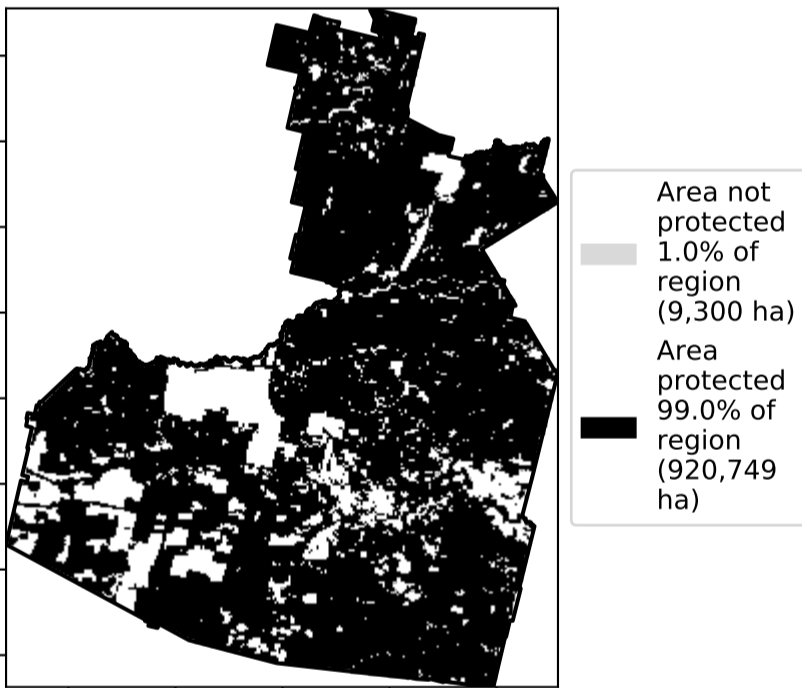 Area not
protected
1.0% of
region
(9,300 ha)
Area
protected
99.0% of
region
(920,749
ha)